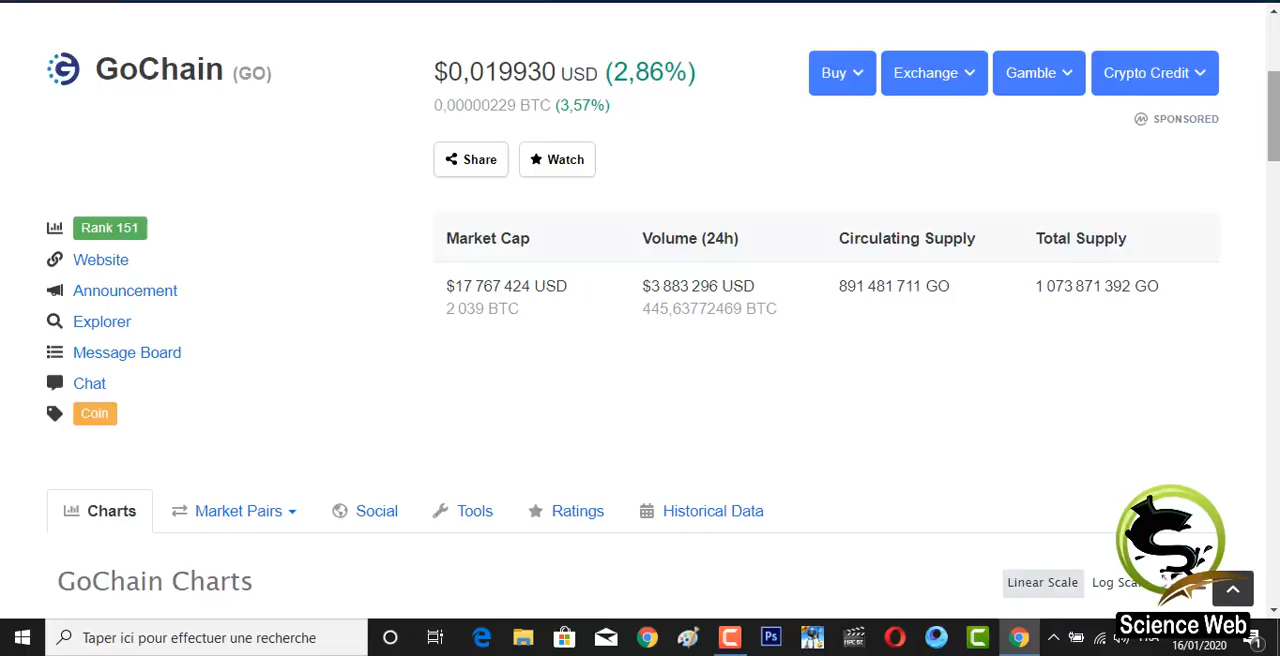 GoChain (GO)
$0,019930 USD (2,86%)
0,00000229 BTC (3,57%)
Buy
Exchange
Gamble
Crypto Credit
SPONSORED
Share
Watch
Rank 151
Website
Announcement
Explorer
Message Board
Chat
Coin
Market Cap Volume (24h) Circulating Supply Total Supply
$17 767 424 USD $3 883 296 USD 891 481 711 GO 1 073 871 392 GO
2 039 BTC 445,63772469 BTC
Charts Market Pairs Social Tools Ratings Historical Data
GoChain Charts
Linear Scale Log
Science Web
Taper ici pour effectuer une recherche
Ps
16/01/2020
1